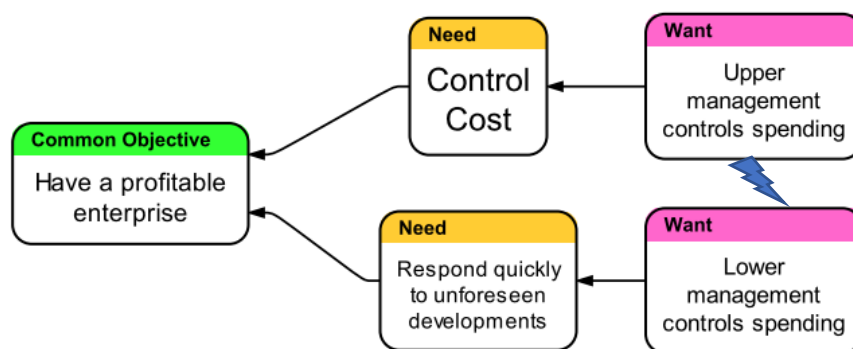 Common Objective
Have a profitable
enterprise
Need
Control
Cost
Want
Upper
management
controls spending
Need
Respond quickly
to unforeseen
developments
Want
Lower
management
controls spending